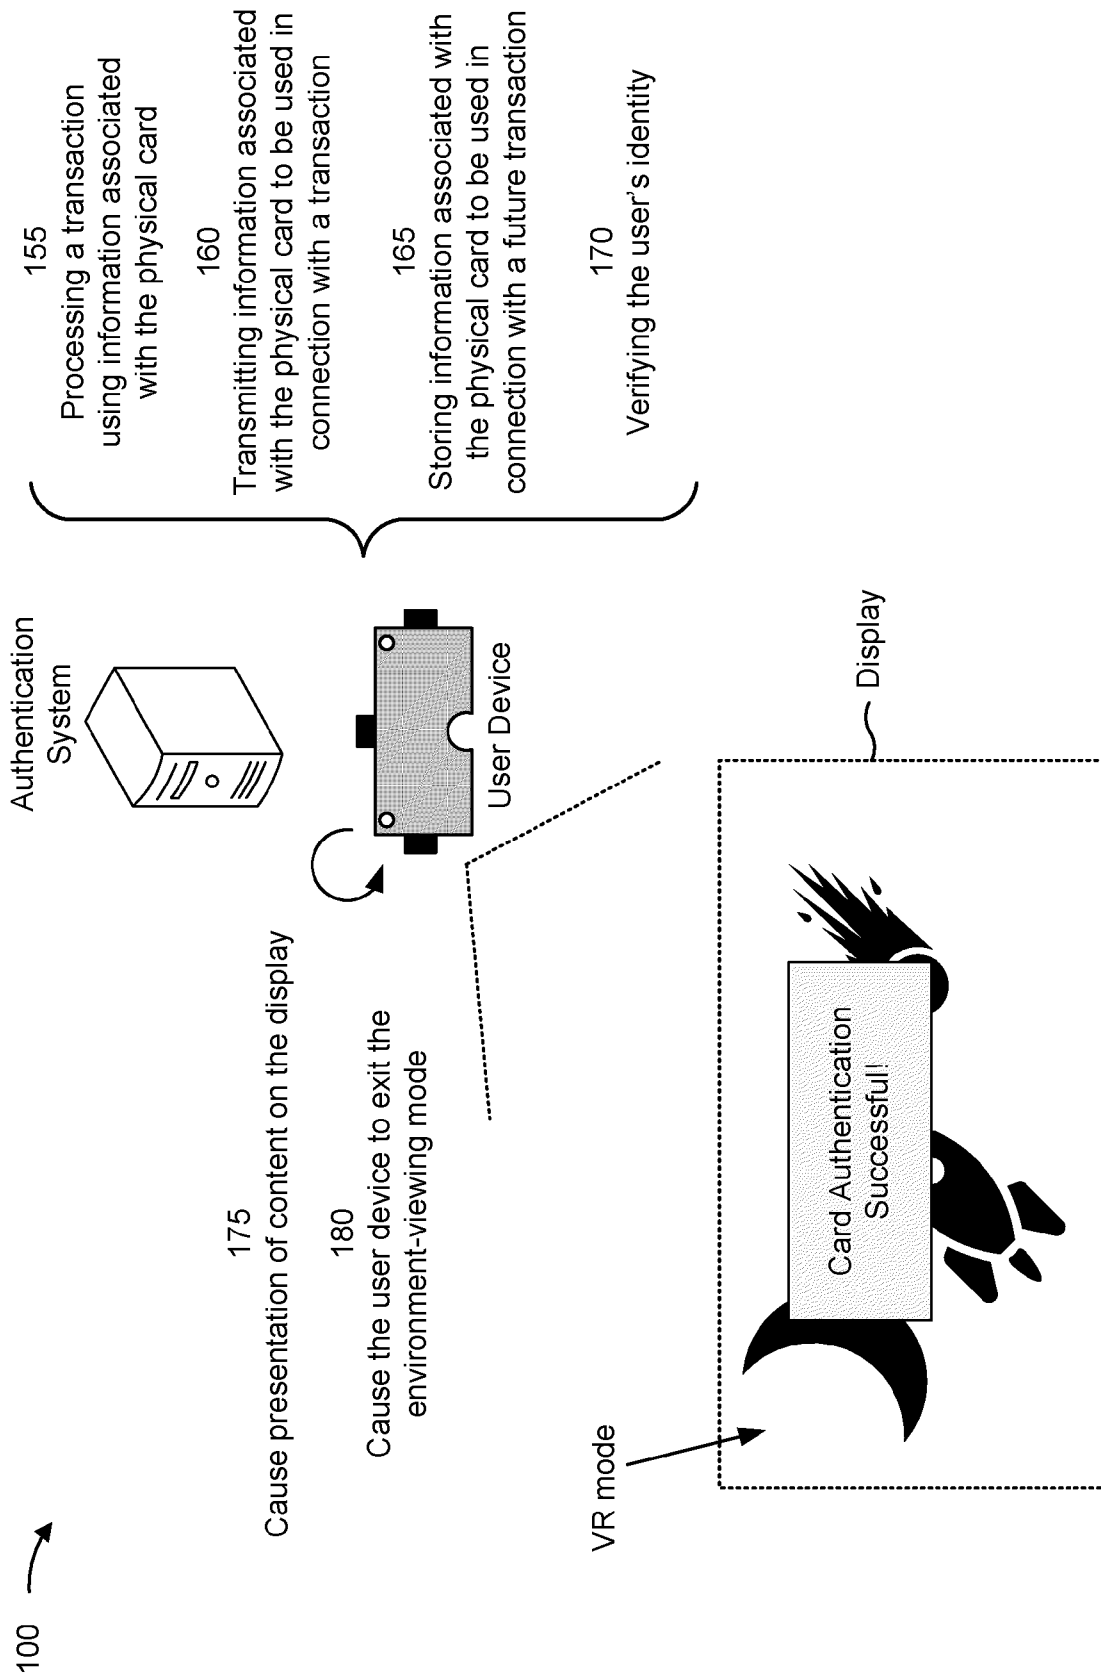 100
Authentication
System
155
Processing a transaction
using information associated
with the physical card
160
Transmitting information associated
with the physical card to be used in
connection with a transaction
165
Storing information associated with
the physical card to be used in
connection with a future transaction
170
Verifying the user's identity
175
Cause presentation of content on the display
180
Cause the user device to exit the
environment-viewing mode
User Device
VR mode
Display
Card Authentication
Successful!